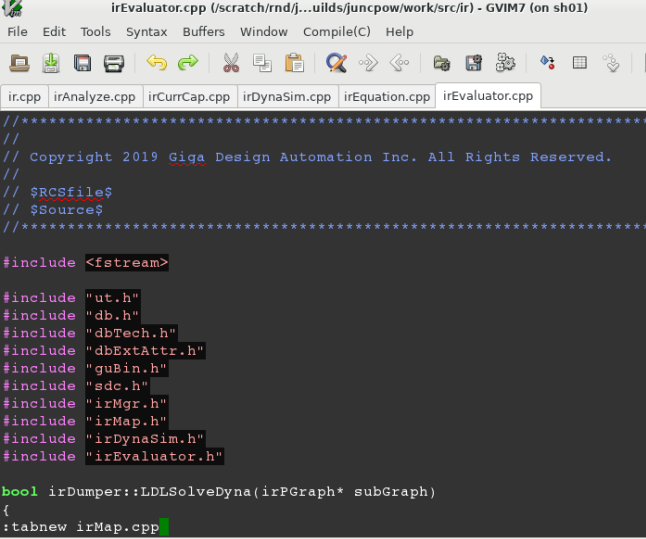 irEvaluator.cpp (/scratch/rnd/j...uilds/juncpow/work/src/ir) - GVIM7 (on sh01)
File Edit Tools Syntax Buffers Window Dynama Compile(C) Help
ir.cpp irAnalyze.cpp irCurrCap.cpp irDynaSim.cpp irEquation.cpp irEvaluator.cpp
//********************************************************************
//
// Copyright 2019 Giga Design Automation Inc. All Rights Reserved.
//
// $RCSfile$
// $Source$
//********************************************************************
#include <fstream>
#include "ut.h"
#include "db.h"
#include "dbTech.h"
#include "dbExtAttr.h"
#include "guBin.h"
#include "sdc.h"
#include "irMgr.h"
#include "irMap.h"
#include "irDynaSim.h"
#include "irEvaluator.h"
bool irDumper::LDLSolveDyna(irPGraph* subGraph)
{
:tabnew irMap.cpp